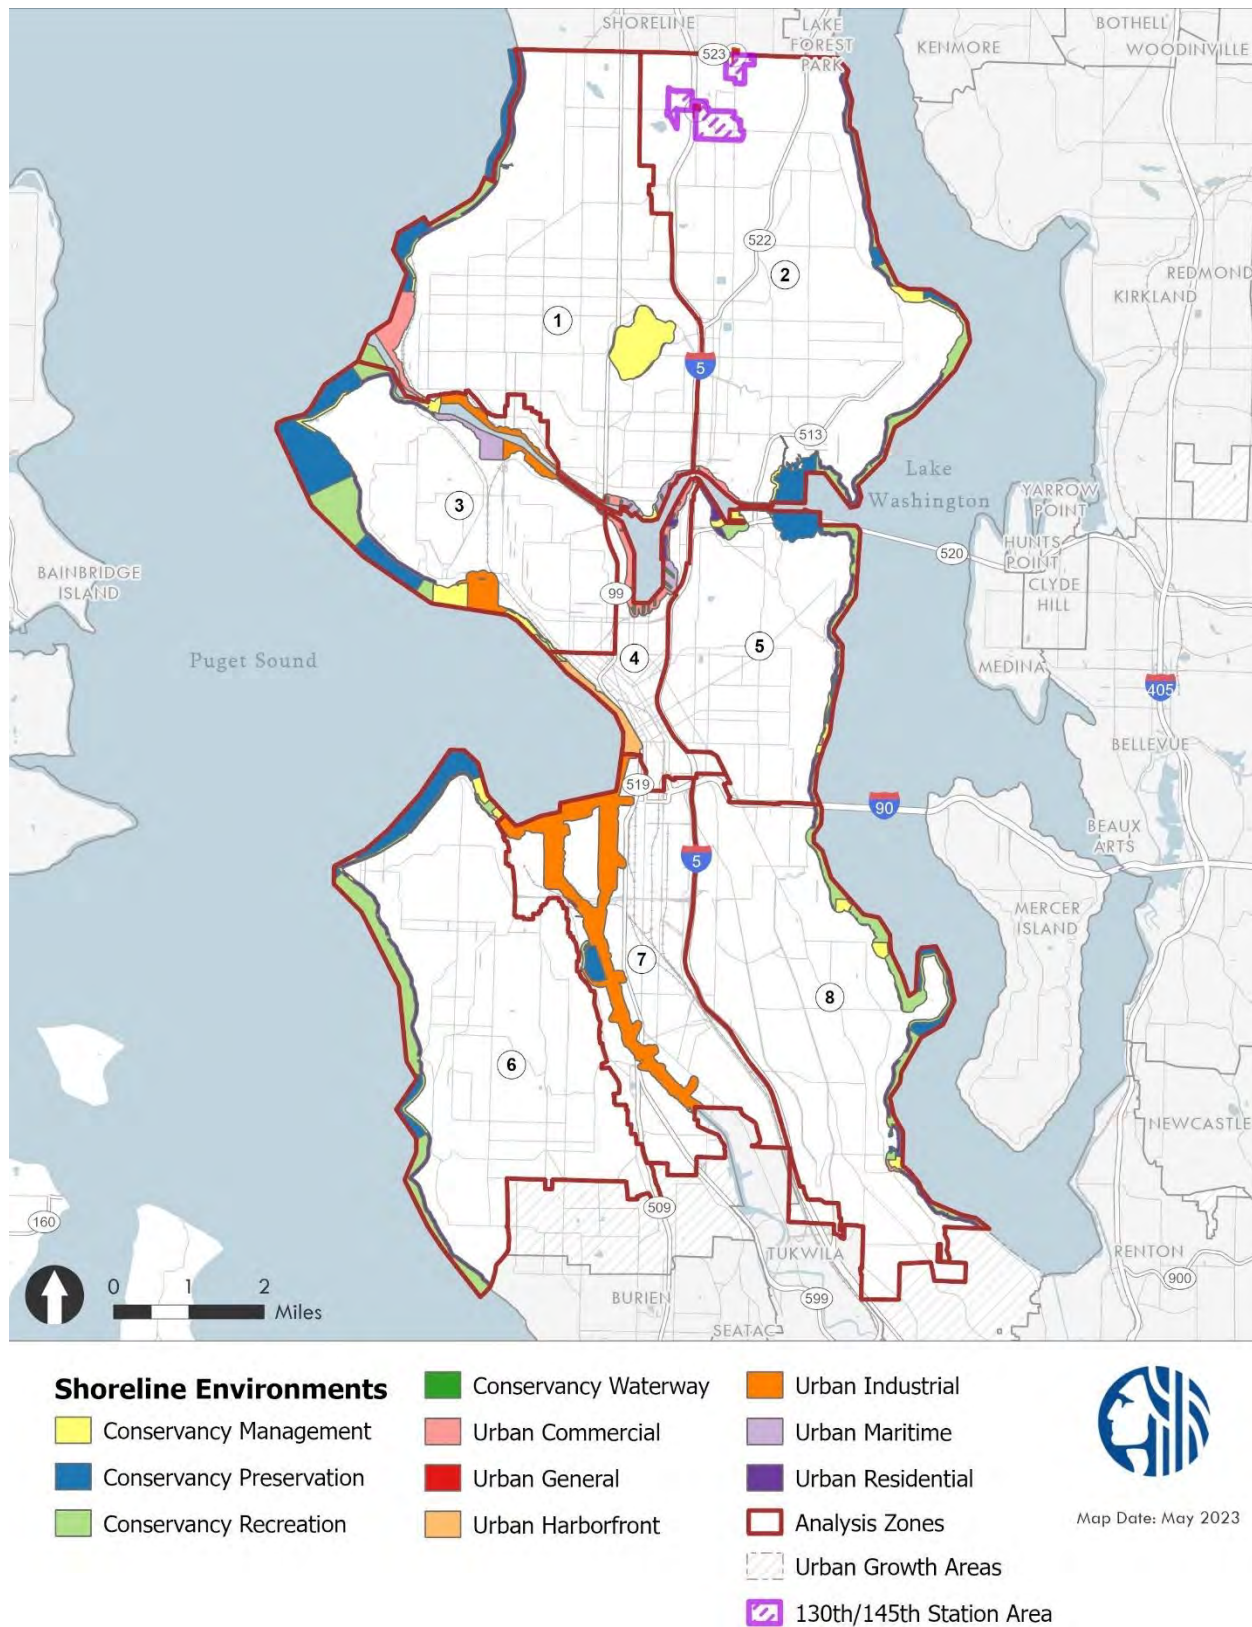 SHORELINE
LAKE
FOREST
PARK
BOTHELL
KENMORE
WOODINVILLE
523
522
2
REDMOND
KIRKLAND
1
5
513
Lake
Washington
YARROW
POINT
3
HUNTS
POINT
520
CLYDE
HILL
BAINBRIDGE
ISLAND
99
5
Puget Sound
4
MEDINA
405
BELLEVUE
519
90
BEAUX
ARTS
5
MERCER
ISLAND
7
8
6
NEWCASTLE
160
509
TUKWILA
RENTON
900
BURIEN
599
SEATAC
0 1 2
Miles
Shoreline Environments
Conservancy Management
Conservancy Preservation
Conservancy Recreation
Conservancy Waterway
Urban Commercial
Urban General
Urban Harborfront
Urban Industrial
Urban Maritime
Urban Residential
Analysis Zones
Urban Growth Areas
130th/145th Station Area
Map Date: May 2023